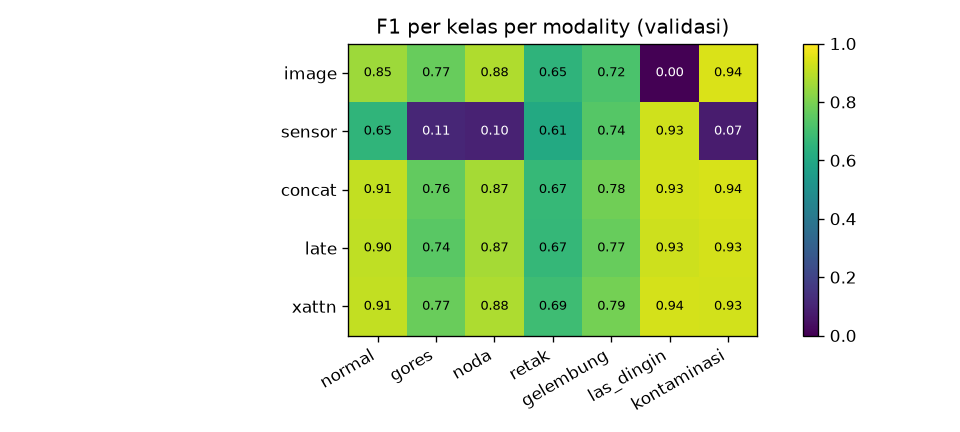 F1 per kelas per modality (validasi)
image 0.85 0.77 0.88 0.65 0.72 0.00 0.94
sensor 0.65 0.11 0.10 0.61 0.74 0.93 0.07
concat 0.91 0.76 0.87 0.67 0.78 0.93 0.94
late 0.90 0.74 0.87 0.67 0.77 0.93 0.93
xattn 0.91 0.77 0.88 0.69 0.79 0.94 0.93
normal gores noda retak gelembung las_dingin kontaminasi
1.0
0.8
0.6
0.4
0.2
0.0